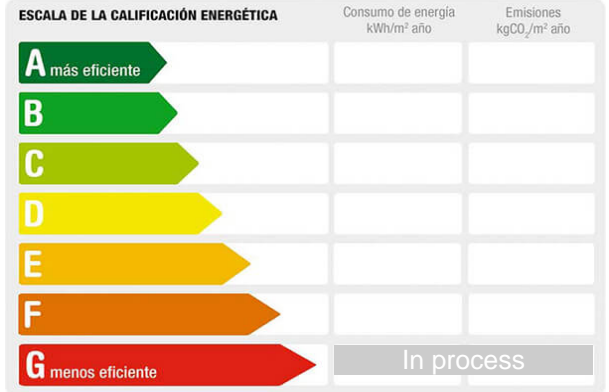 ESCALA DE LA CALIFICACIÓN ENERGÉTICA
Consumo de energía
kWh/m² año
Emisiones
kgCO₂/m² año
A más eficiente
B
C
D
E
F
G menos eficiente
In process